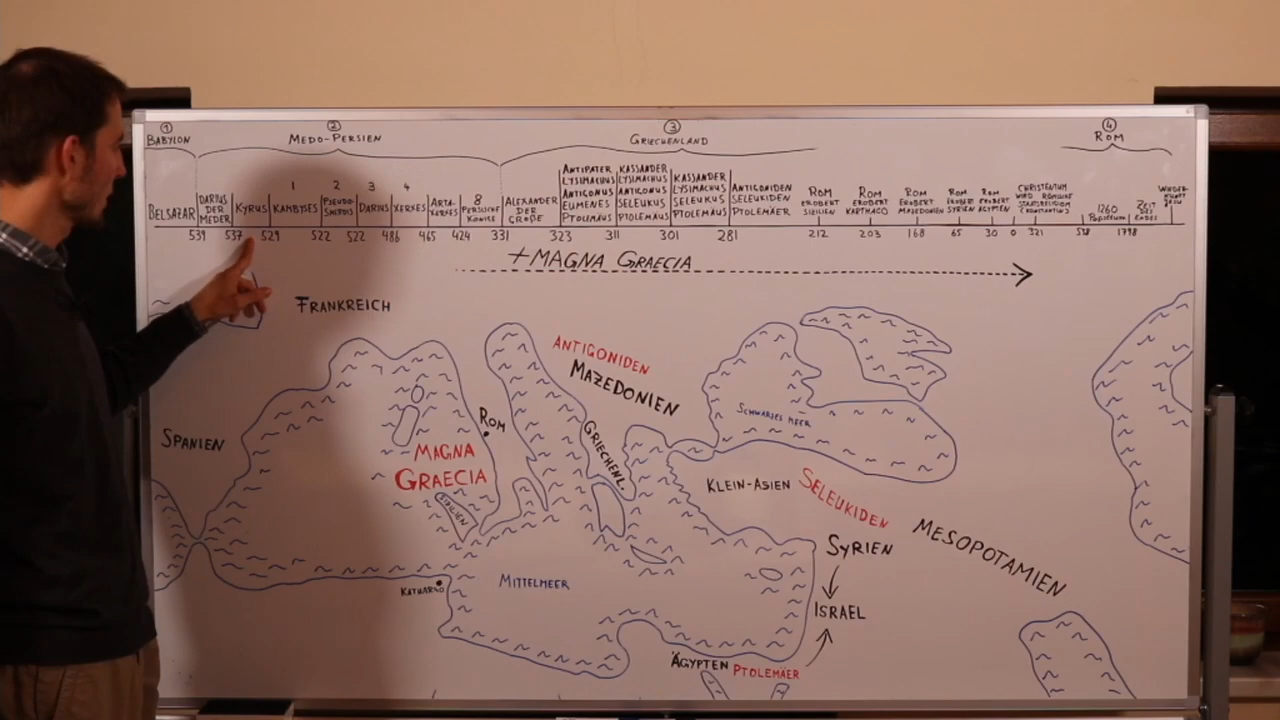 ① ② ③ ④
BABYLON MEDO-PERSIEN GRIECHENLAND ROM
BELSAZAR
DARIUS
DER
MEDER
KYRUS
1
KAMBYSES
2
PSEUDO-
SMERDIS
3
DARIUS
4
XERXES
ARTA-
XERXES
8
PERSISCHE
KÖNIGE
ALEXANDER
DER
GROßE
ANTIPATER
LYSIMACHUS
ANTIGONUS
EUMENES
PTOLEMÄUS
KASSANDER
LYSIMACHUS
ANTIGONUS
SELEUKUS
PTOLEMÄUS
KASSANDER
LYSIMACHUS
SELEUKUS
PTOLEMÄUS
ANTIGONIDEN
SELEUKIDEN
PTOLEMÄER
ROM
EROBERT
SIZILIEN
ROM
EROBERT
KARTHAGO
ROM
EROBERT
MAZEDONIEN
ROM
EROBERT
SYRIEN
ROM
EROBERT
ÄGYPTEN
CHRISTENTUM
WIRD RÖMISCHE
STAATSRELIGION
1260
ZEIT
DES
ENDES
WIEDER-
KUNFT
JESU
539 537 529 522 522 486 465 424 331 323 311 301 281 212 203 168 65 30 0 321 538 1798
+MAGNA GRAECIA
FRANKREICH
ANTIGONIDEN
MAZEDONIEN
SCHWARZES MEER
SPANIEN
ROM
GRIECHENL.
MAGNA
GRAECIA
SIZILIEN
KLEIN-ASIEN
SELEUKIDEN
MESOPOTAMIEN
SYRIEN
KATHARGO
MITTELMEER
ISRAEL
ÄGYPTEN PTOLEMÄER